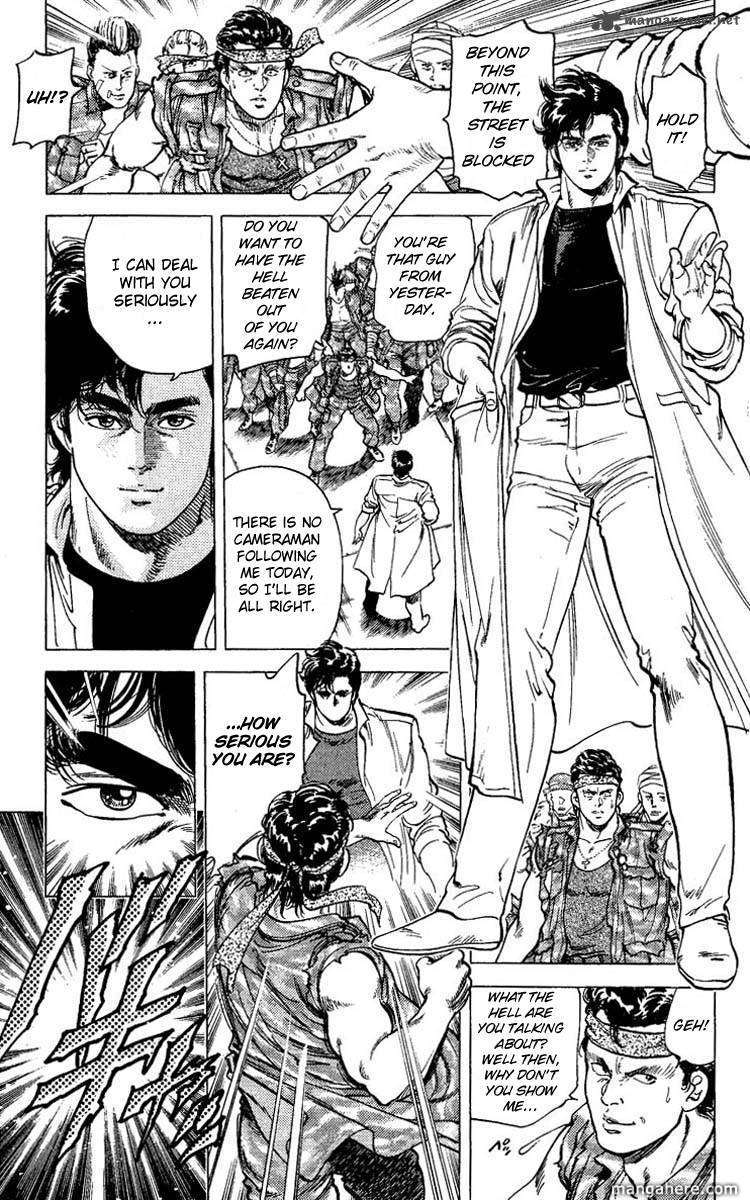 mangareader.net
HOLD
IT!
BEYOND
THIS
POINT,
THE
STREET
IS
BLOCKED
UH!?
YOU'RE
THAT GUY
FROM
YESTER-
DAY.
DO YOU
WANT TO
HAVE THE
HELL
BEATEN
OUT
OF YOU
AGAIN?
THERE IS NO
CAMERAMAN
FOLLOWING
ME TODAY,
SO I'LL BE
ALL RIGHT.
I CAN DEAL
WITH YOU
SERIOUSLY
...
GEH!
WHAT THE
HELL ARE
YOU TALKING
ABOUT?
WELL THEN,
WHY DON'T
YOU SHOW
ME...
ペッ
...HOW
SERIOUS
YOU ARE?
mangahere.com